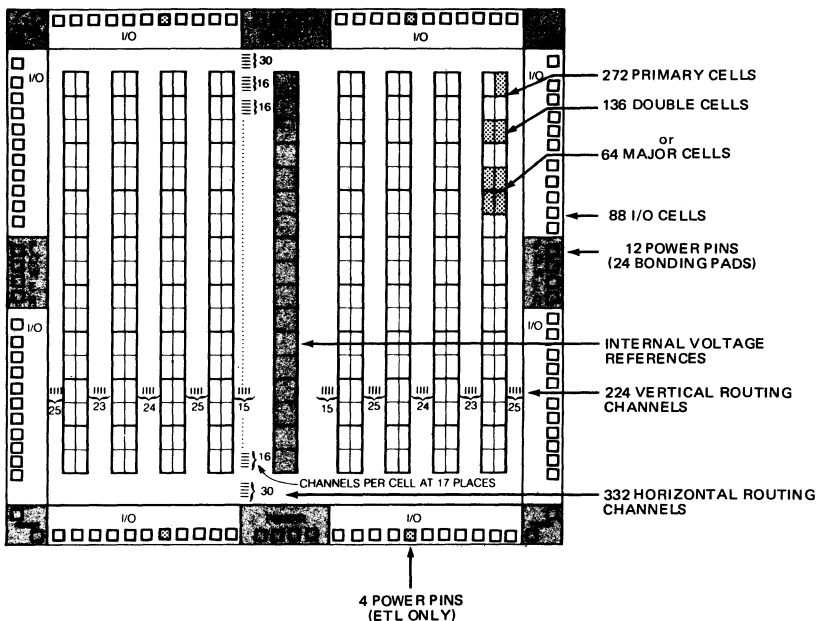 I/O
I/O
30
16
16
I/O
I/O
272 PRIMARY CELLS
136 DOUBLE CELLS
or
64 MAJOR CELLS
88 I/O CELLS
12 POWER PINS
(24 BONDING PADS)
I/O
I/O
INTERNAL VOLTAGE
REFERENCES
25
23
24
25
15
15
25
24
23
25
224 VERTICAL ROUTING
CHANNELS
16
CHANNELS PER CELL AT 17 PLACES
30
332 HORIZONTAL ROUTING
CHANNELS
I/O
I/O
4 POWER PINS
(ETL ONLY)